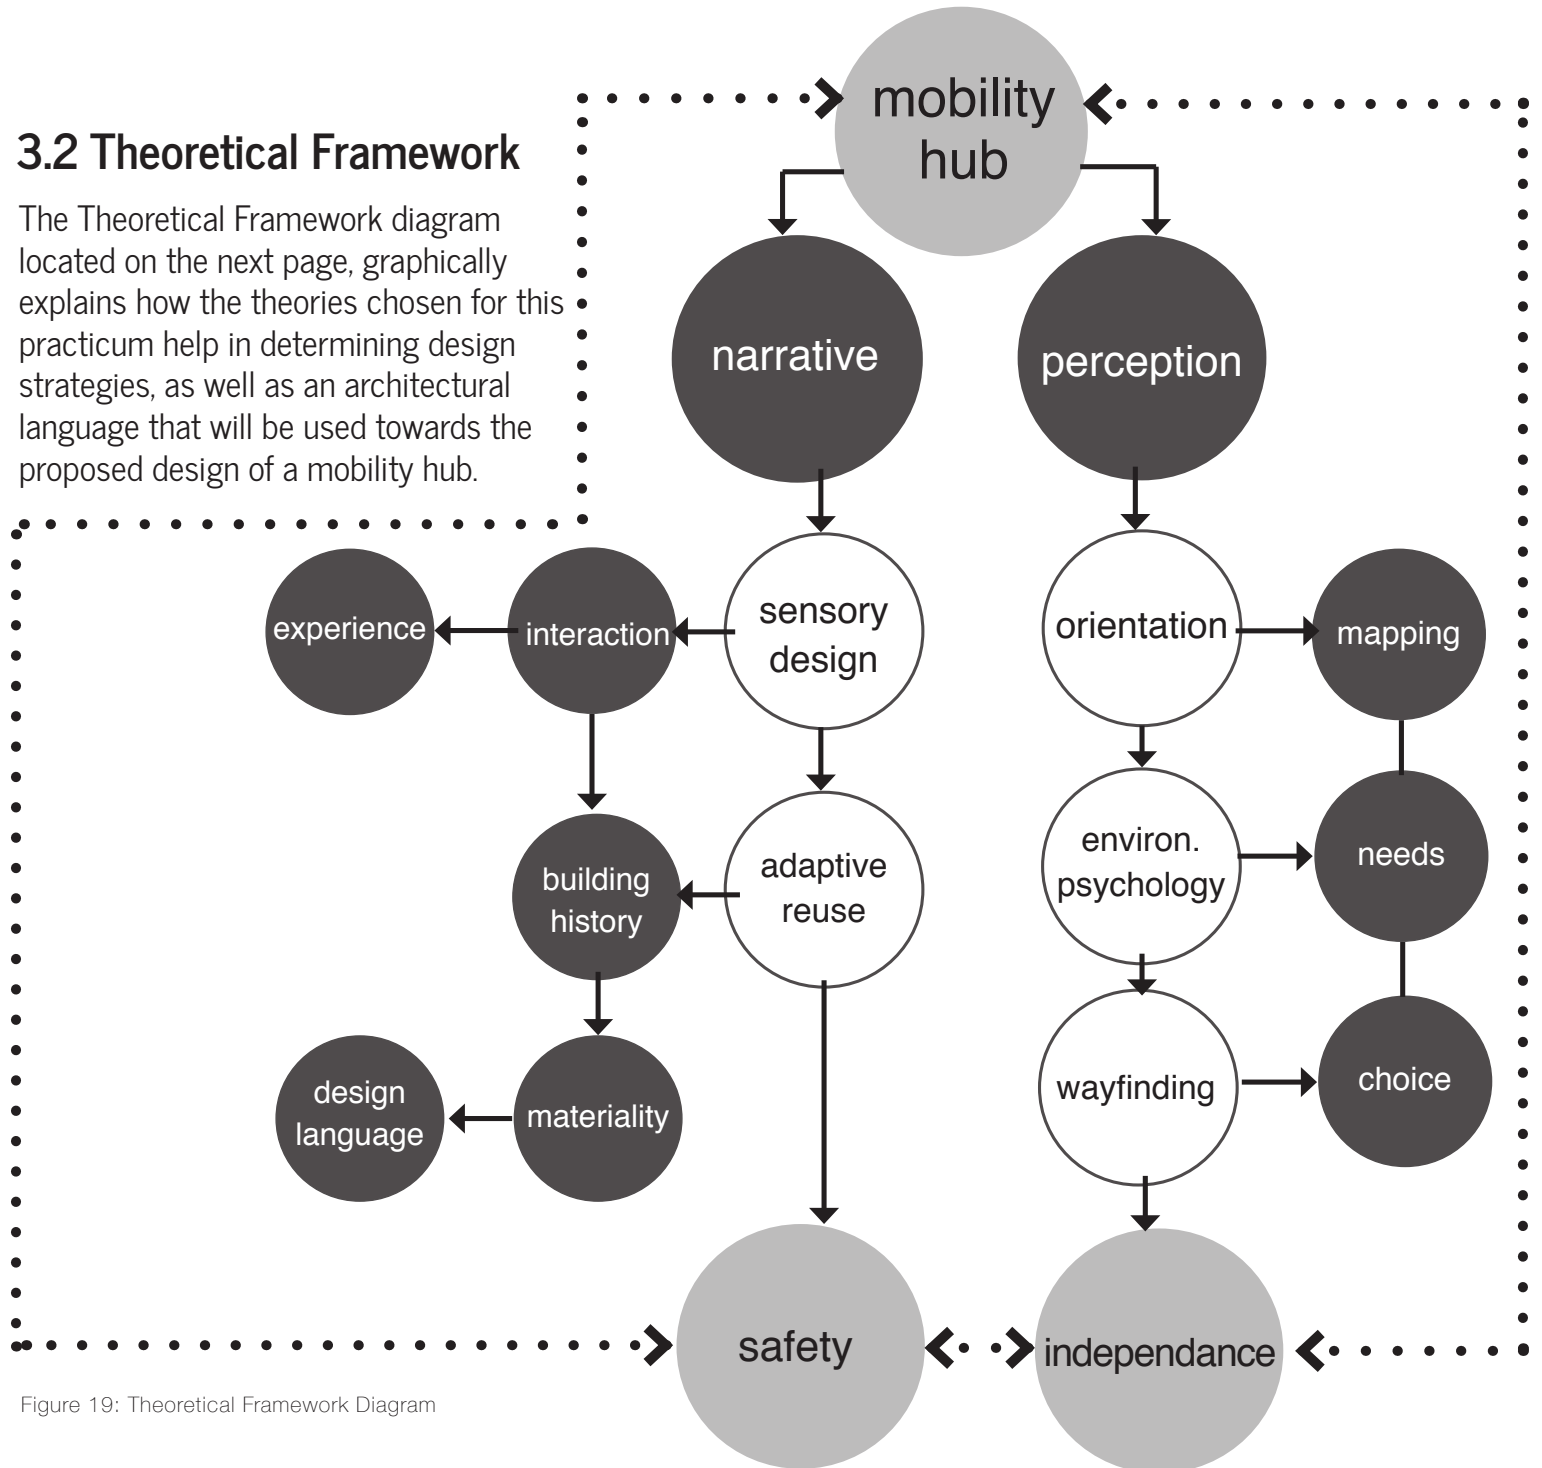 mobility
hub
3.2 Theoretical Framework
The Theoretical Framework diagram
located on the next page, graphically
explains how the theories chosen for this
practicum help in determining design
strategies, as well as an architectural
language that will be used towards the
proposed design of a mobility hub.
narrative
perception
experience
interaction
sensory
design
orientation
mapping
building
history
adaptive
reuse
environ.
psychology
needs
design
language
materiality
wayfinding
choice
safety
independance
Figure 19: Theoretical Framework Diagram